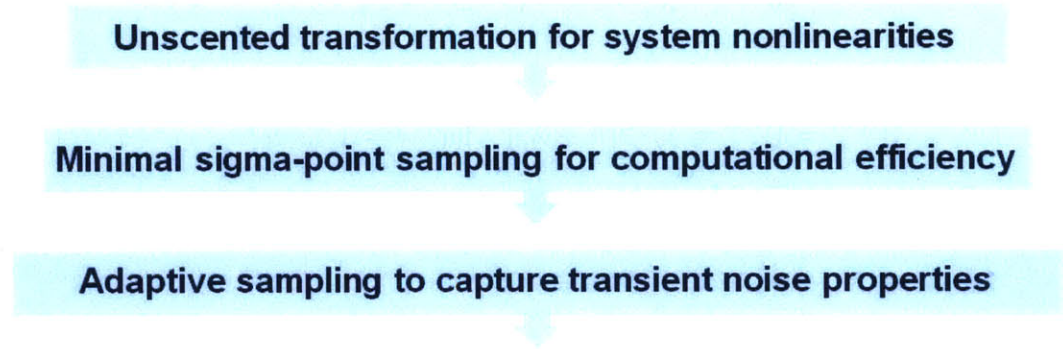 Unscented transformation for system nonlinearities
Minimal sigma-point sampling for computational efficiency
Adaptive sampling to capture transient noise properties